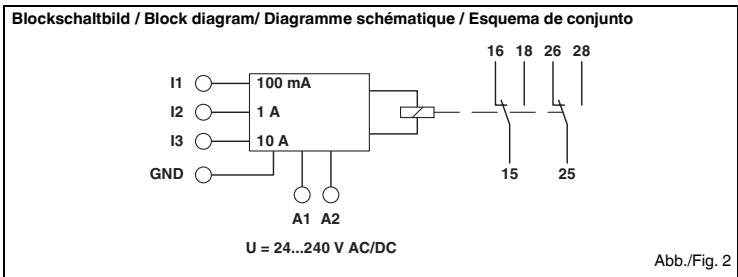 Blockschaltbild / Block diagram/ Diagramme schématique / Esquema de conjunto
16 18 26 28
I1 100 mA
I2 1 A
I3 10 A
GND
15 25
A1 A2
U = 24...240 V AC/DC
Abb./Fig. 2